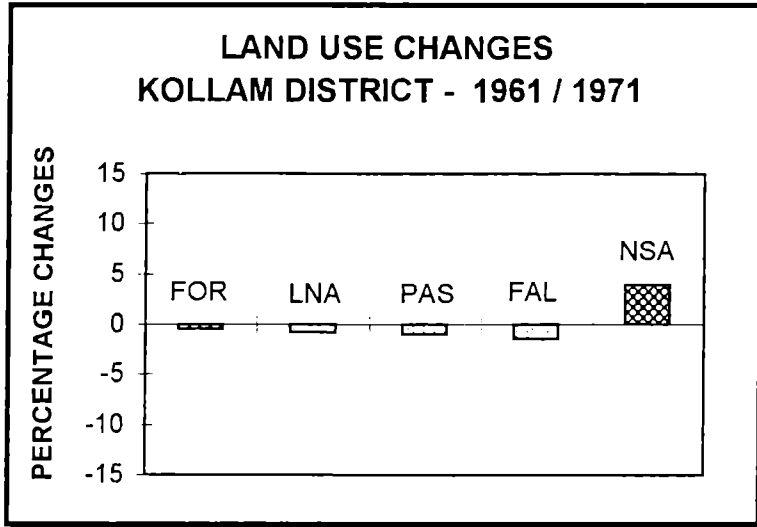 LAND USE CHANGES
KOLLAM DISTRICT - 1961 / 1971
PERCENTAGE CHANGES
15
10
5
0
-5
-10
-15
FOR
LNA
PAS
FAL
NSA